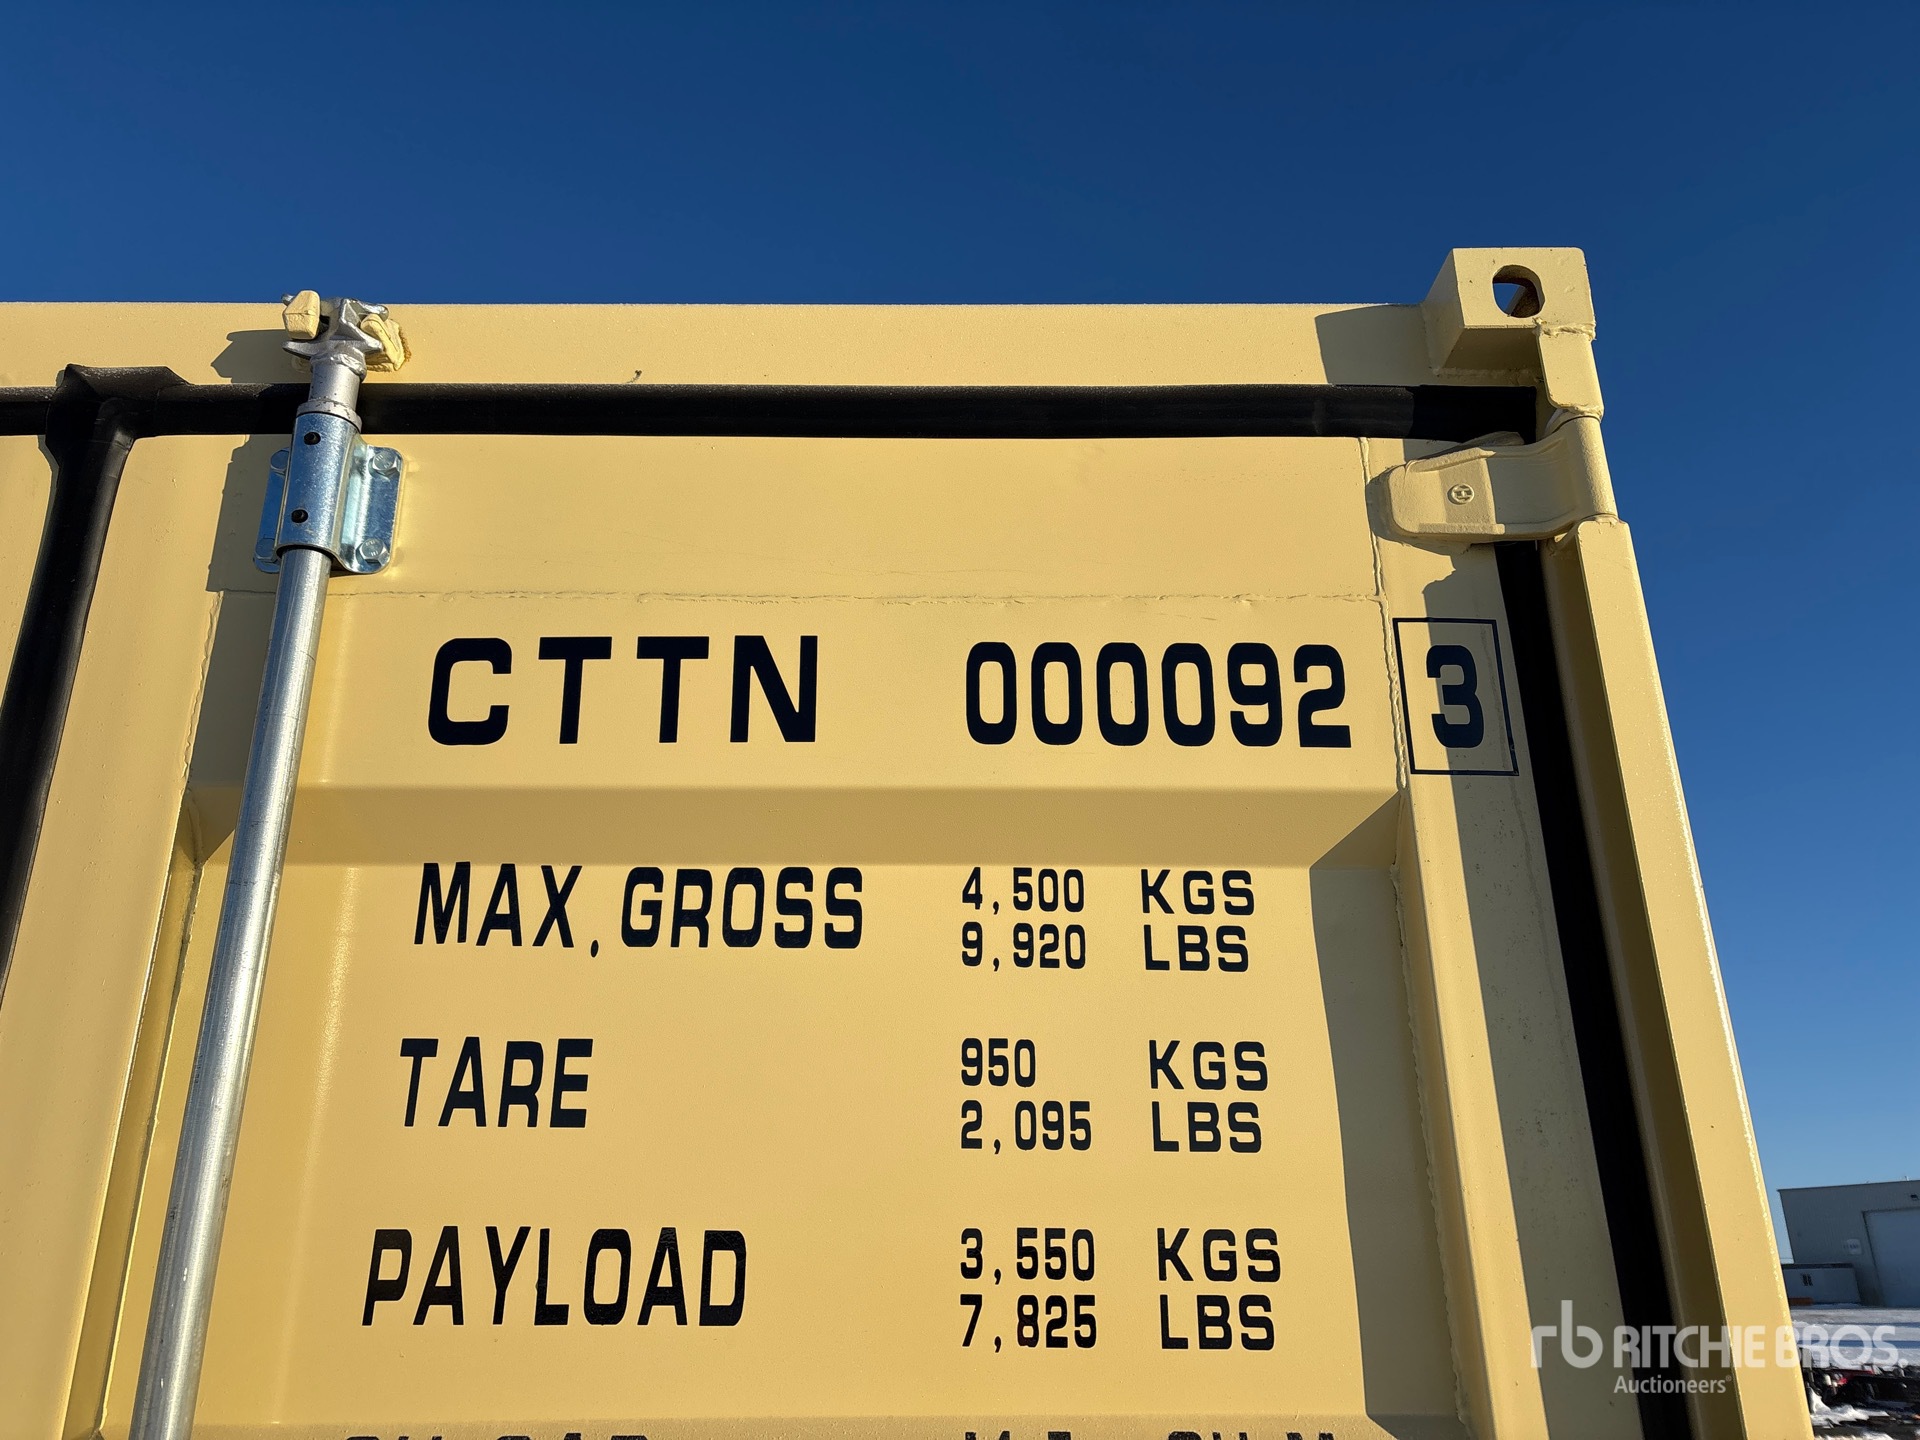 CTTN 000092 3
MAX. GROSS 4,500 KGS
9,920 LBS
TARE 950 KGS
2,095 LBS
PAYLOAD 3,550 KGS
7,825 LBS
rb RITCHIE BROS.
Auctioneers